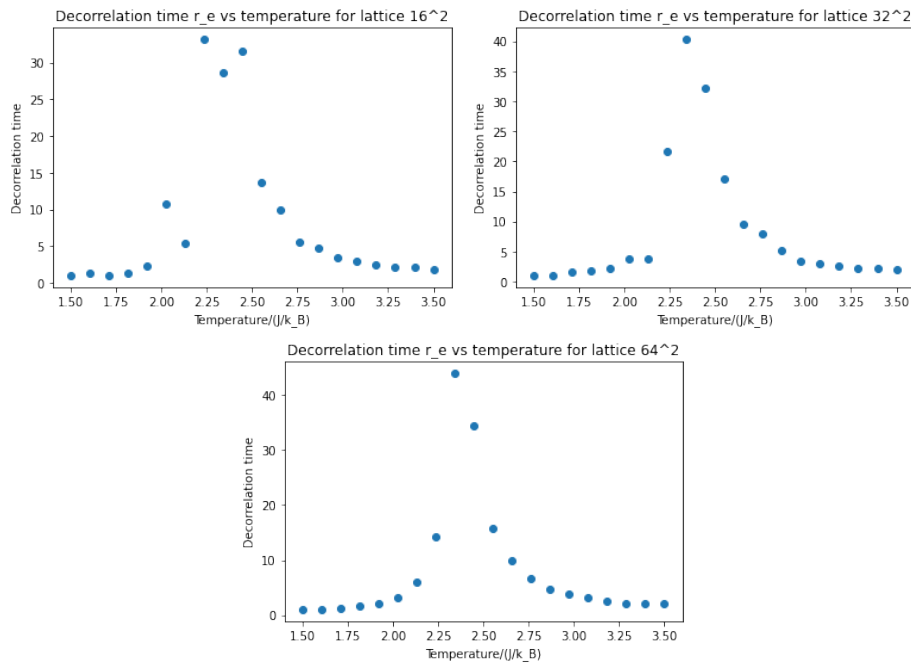 Decorrelation time r_e vs temperature for lattice 16^2
30
25
20
15
10
5
0
Decorrelation time
1.50 1.75 2.00 2.25 2.50 2.75 3.00 3.25 3.50
Temperature/(J/k_B)
Decorrelation time r_e vs temperature for lattice 32^2
40
35
30
25
20
15
10
5
0
Decorrelation time
1.50 1.75 2.00 2.25 2.50 2.75 3.00 3.25 3.50
Temperature/(J/k_B)
Decorrelation time r_e vs temperature for lattice 64^2
40
30
20
10
0
Decorrelation time
1.50 1.75 2.00 2.25 2.50 2.75 3.00 3.25 3.50
Temperature/(J/k_B)